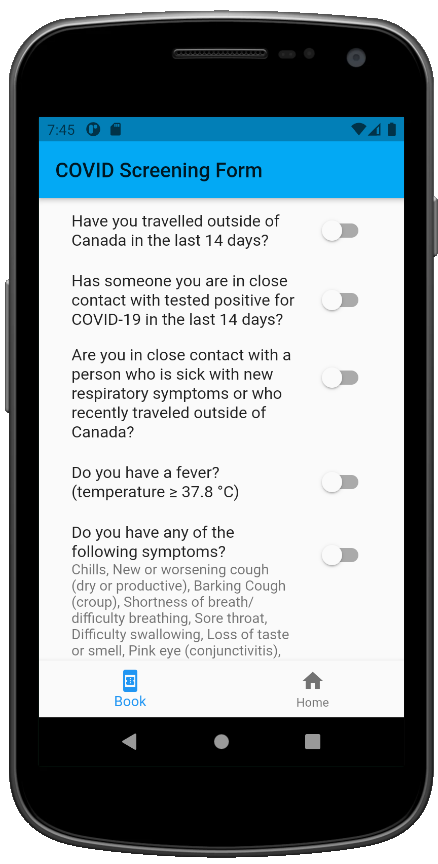 7:45
COVID Screening Form
Have you travelled outside of
Canada in the last 14 days?
Has someone you are in close
contact with tested positive for
COVID-19 in the last 14 days?
Are you in close contact with a
person who is sick with new
respiratory symptoms or who
recently traveled outside of
Canada?
Do you have a fever?
(temperature ≥ 37.8 °C)
Do you have any of the
following symptoms?
Chills, New or worsening cough
(dry or productive), Barking Cough
(croup), Shortness of breath/
difficulty breathing, Sore throat,
Difficulty swallowing, Loss of taste
or smell, Pink eye (conjunctivitis),
Book
Home